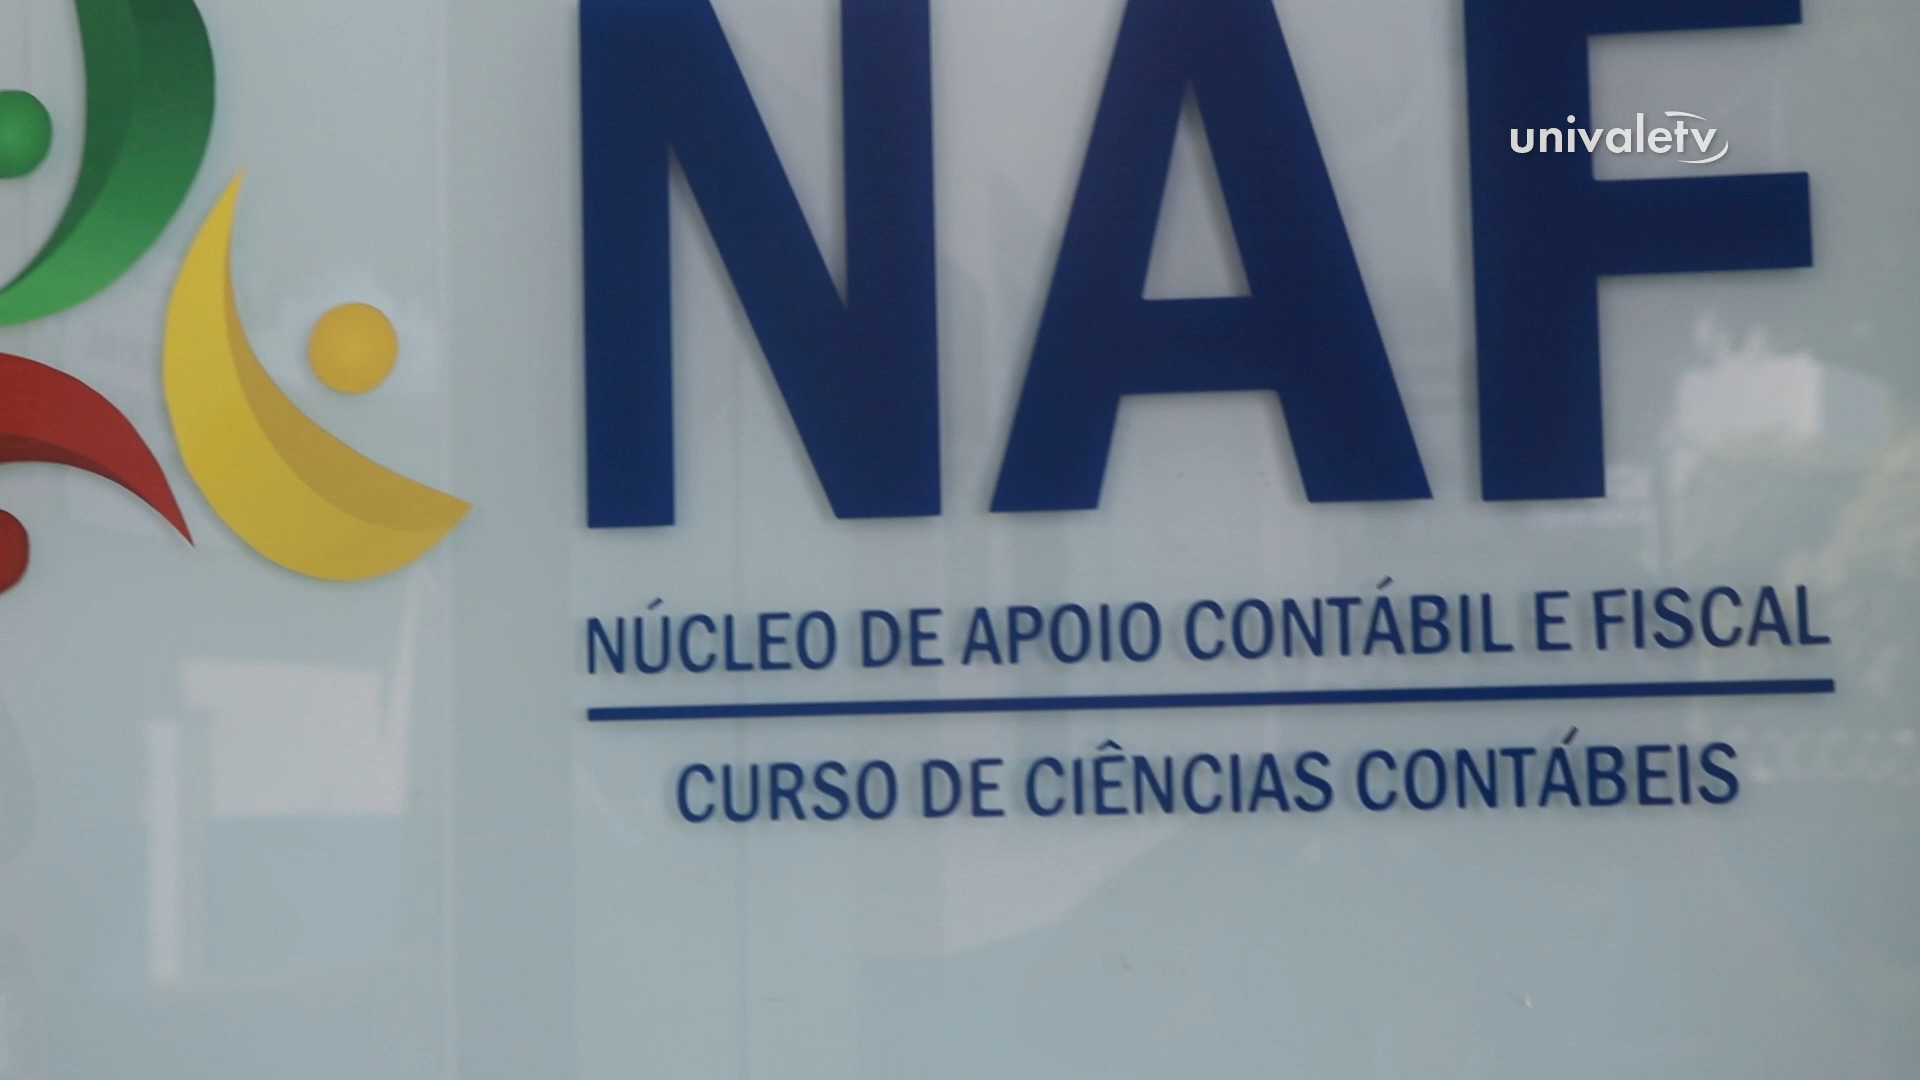 NAF
univaletv
NÚCLEO DE APOIO CONTÁBIL E FISCAL
CURSO DE CIÊNCIAS CONTÁBEIS